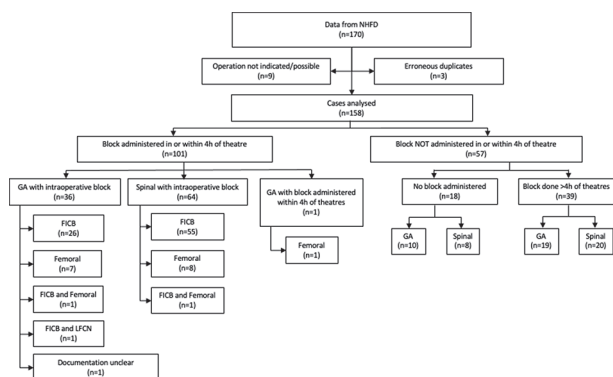 Data from NHFD
(n=170)
Operation not indicated/possible
(n=9)
Erroneous duplicates
(n=3)
Cases analysed
(n=158)
Block administered in or within 4h of theatre
(n=101)
Block NOT administered in or within 4h of theatre
(n=57)
GA with intraoperative block
(n=36)
Spinal with intraoperative block
(n=64)
GA with block administered
within 4h of theatres
(n=1)
No block administered
(n=18)
Block done >4h of theatres
(n=39)
FICB
(n=26)
Femoral
(n=7)
FICB and Femoral
(n=1)
FICB and LFCN
(n=1)
Documentation unclear
(n=1)
FICB
(n=55)
Femoral
(n=8)
FICB and Femoral
(n=1)
Femoral
(n=1)
GA
(n=10)
Spinal
(n=8)
GA
(n=19)
Spinal
(n=20)